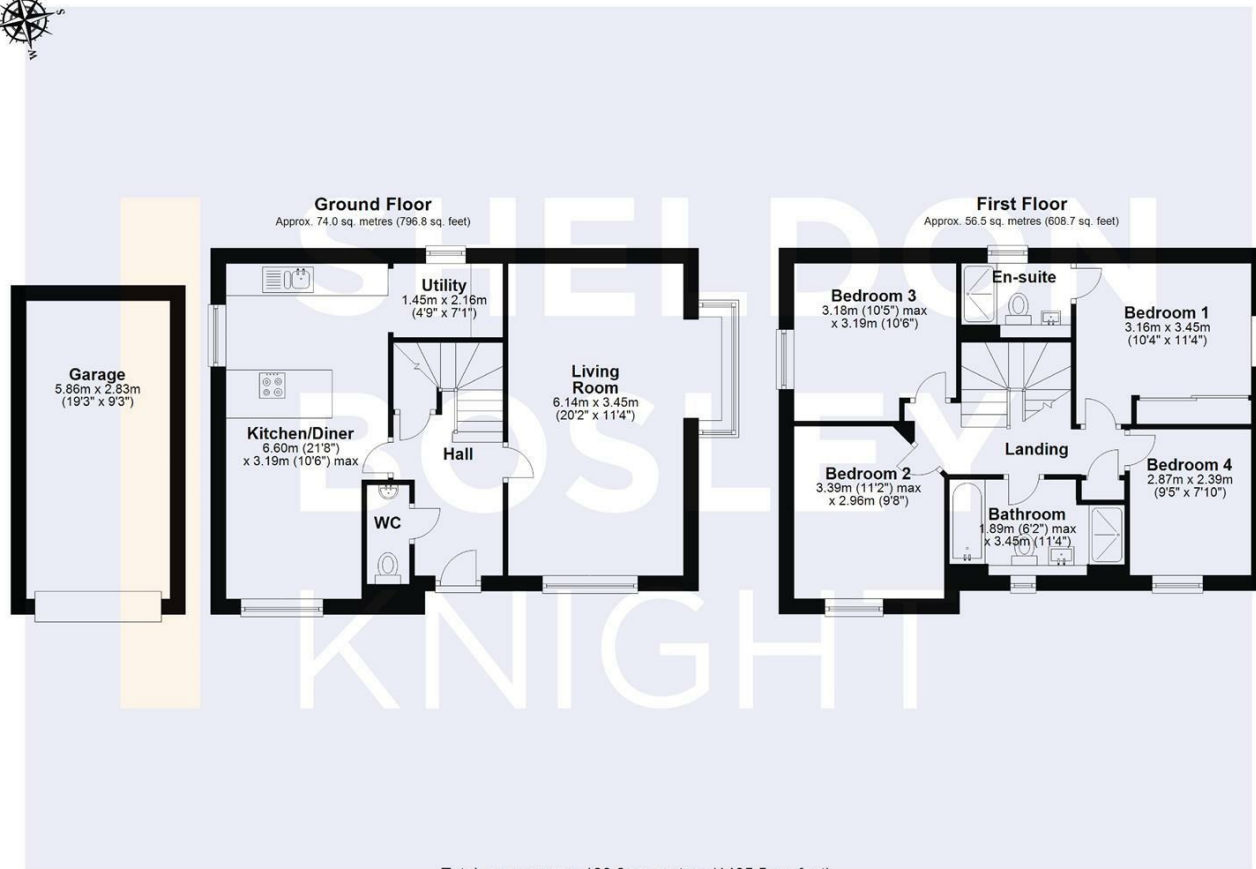 S
W
Ground Floor
Approx. 74.0 sq. metres (796.8 sq. feet)
First Floor
Approx. 56.5 sq. metres (608.7 sq. feet)
SHELDON
BOSLEY
KNIGHT
Garage
5.86m x 2.83m
(19'3" x 9'3")
Utility
1.45m x 2.16m
(4'9" x 7'1")
Living
Room
6.14m x 3.45m
(20'2" x 11'4")
Kitchen/Diner
6.60m (21'8")
x 3.19m (10'6") max
Hall
WC
Bedroom 3
3.18m (10'5") max
x 3.19m (10'6")
En-suite
Bedroom 1
3.16m x 3.45m
(10'4" x 11'4")
Landing
Bedroom 2
3.39m (11'2") max
x 2.96m (9'8")
Bathroom
1.89m (6'2") max
x 3.45m (11'4")
Bedroom 4
2.87m x 2.39m
(9'5" x 7'10")